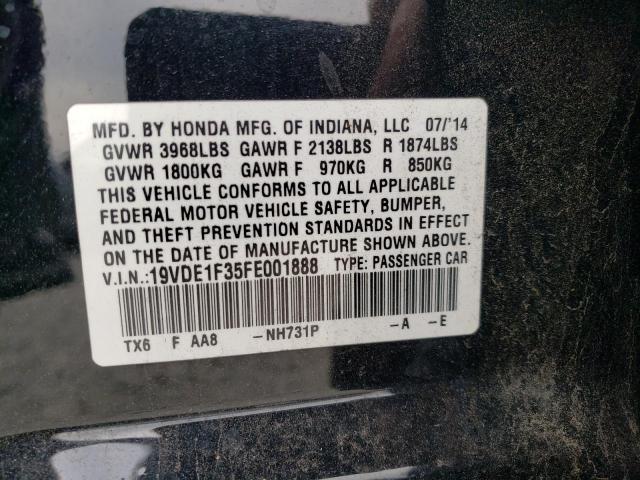 MFD. BY HONDA MFG. OF INDIANA, LLC 07/'14
GVWR 3968LBS GAWR F 2138LBS R 1874LBS
GVWR 1800KG GAWR F 970KG R 850KG
THIS VEHICLE CONFORMS TO ALL APPLICABLE
FEDERAL MOTOR VEHICLE SAFETY, BUMPER,
AND THEFT PREVENTION STANDARDS IN EFFECT
ON THE DATE OF MANUFACTURE SHOWN ABOVE.
V.I.N.:19VDE1F35FE001888 TYPE: PASSENGER CAR
TX6 F AA8 -NH731P -A -E